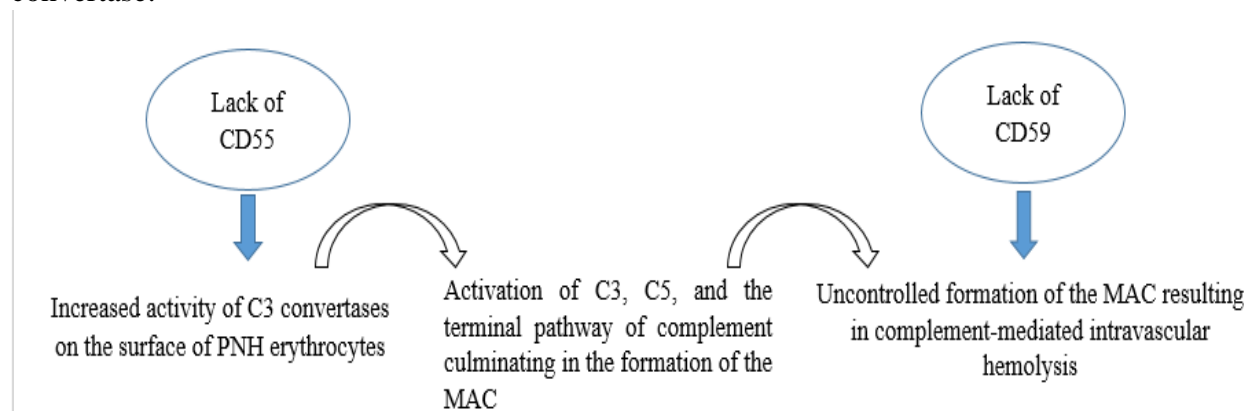 convertase.
Lack of
CD55
Lack of
CD59
Increased activity of C3 convertases
on the surface of PNH erythrocytes
Activation of C3, C5, and the
terminal pathway of complement
culminating in the formation of the
MAC
Uncontrolled formation of the MAC resulting
in complement-mediated intravascular
hemolysis